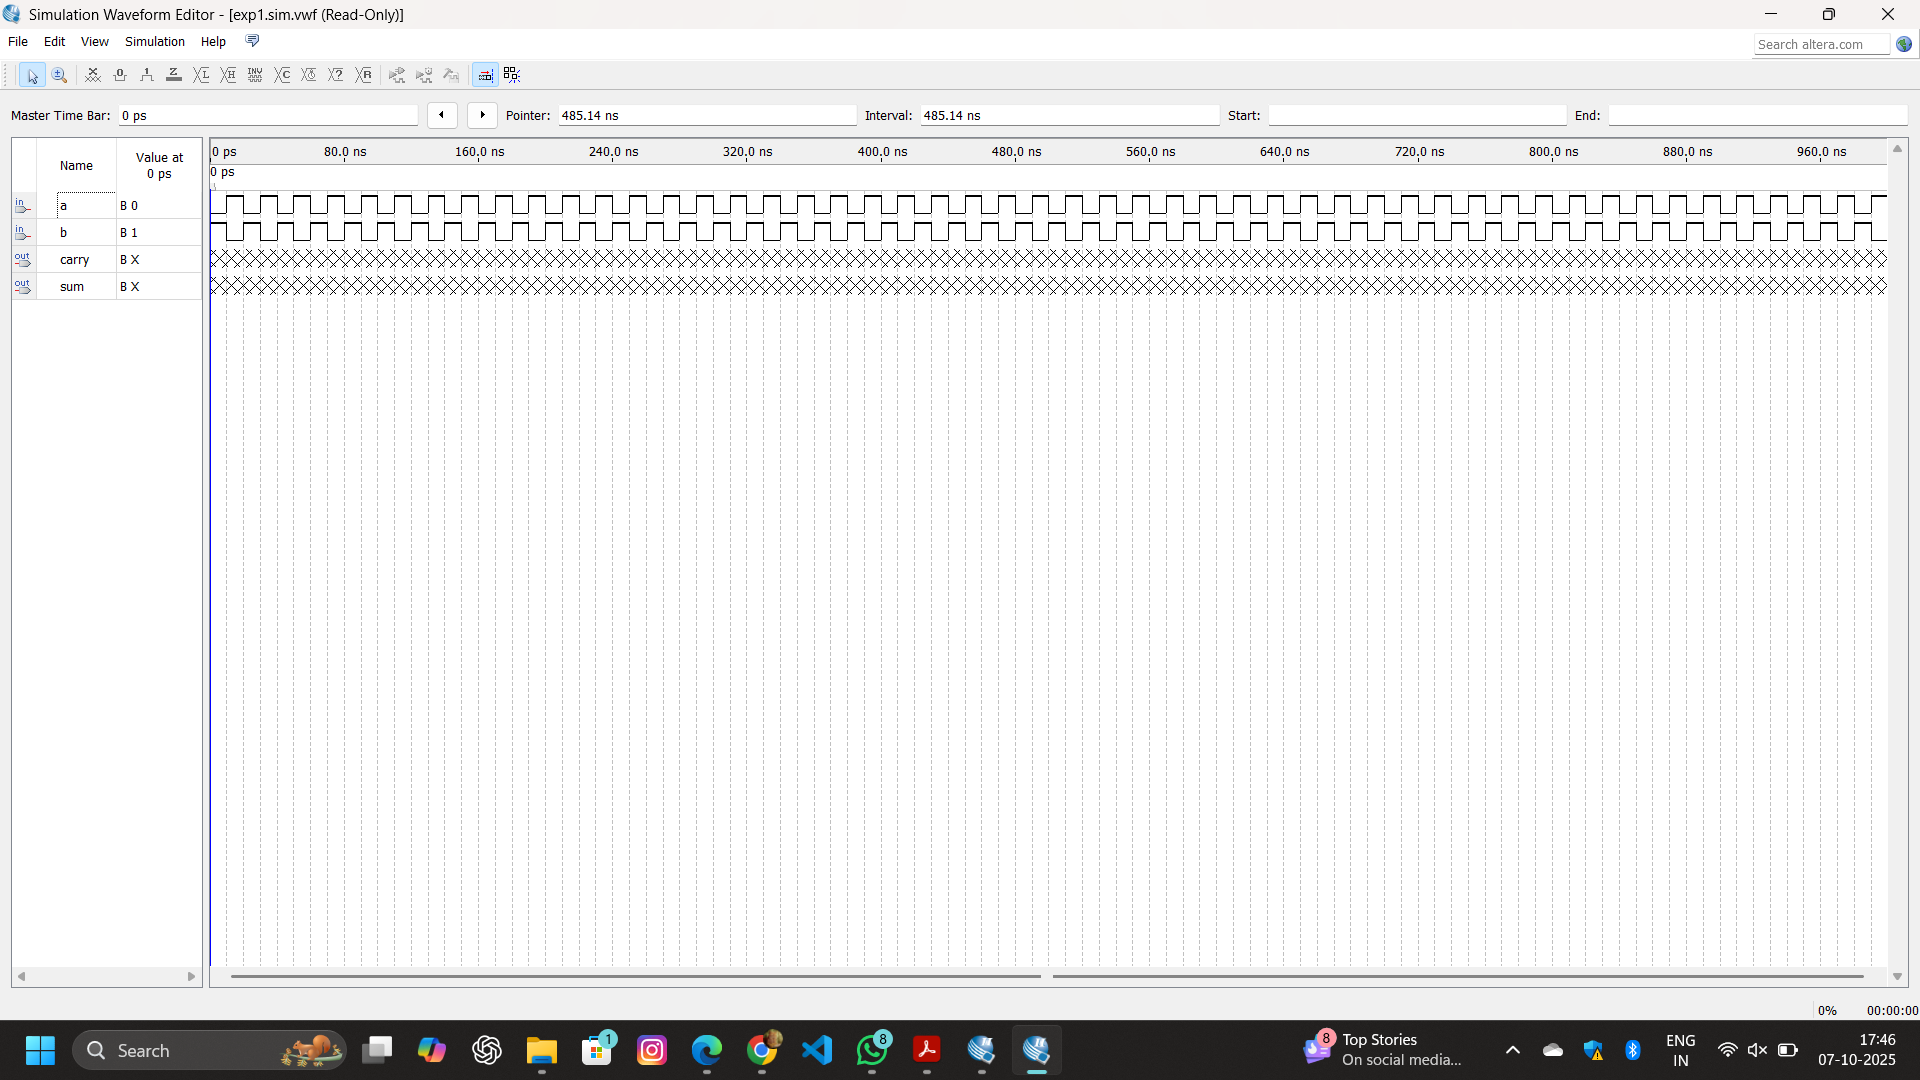 Simulation Waveform Editor - [exp1.sim.vwf (Read-Only)]
File Edit View Simulation Help
Search altera.com
Master Time Bar: 0 ps Pointer: 485.14 ns Interval: 485.14 ns Start: End:
Name
Value at
0 ps
0 ps 80.0 ns 160.0 ns 240.0 ns 320.0 ns 400.0 ns 480.0 ns 560.0 ns 640.0 ns 720.0 ns 800.0 ns 880.0 ns 960.0 ns
0 ps
in a B 0
in b B 1
out carry B X
out sum B X
0% 00:00:00
Search
1
8
8
Top Stories
On social media...
ENG
IN
17:46
07-10-2025